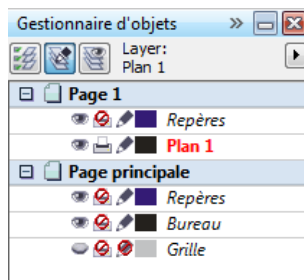 Gestionnaire d'objets
Layer:
Plan 1
Page 1
Repères
Plan 1
Page principale
Repères
Bureau
Grille